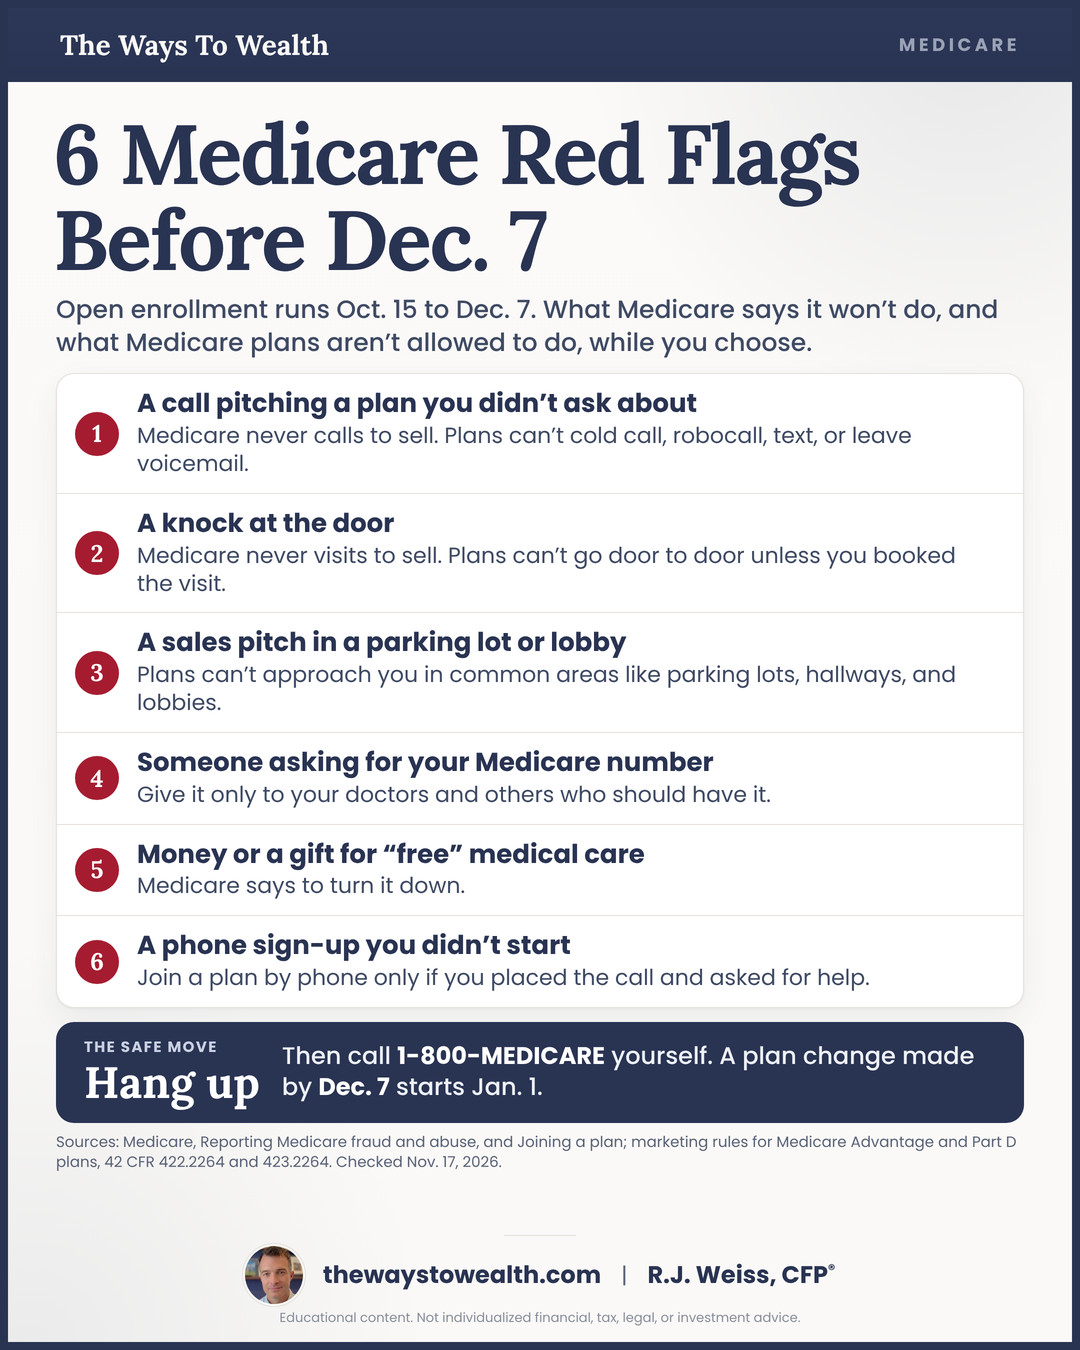 The Ways To Wealth
MEDICARE
6 Medicare Red Flags
Before Dec. 7
Open enrollment runs Oct. 15 to Dec. 7. What Medicare says it won’t do, and
what Medicare plans aren’t allowed to do, while you choose.
1
A call pitching a plan you didn’t ask about
Medicare never calls to sell. Plans can’t cold call, robocall, text, or leave
voicemail.
2
A knock at the door
Medicare never visits to sell. Plans can’t go door to door unless you booked
the visit.
3
A sales pitch in a parking lot or lobby
Plans can’t approach you in common areas like parking lots, hallways, and
lobbies.
4
Someone asking for your Medicare number
Give it only to your doctors and others who should have it.
5
Money or a gift for “free” medical care
Medicare says to turn it down.
6
A phone sign-up you didn’t start
Join a plan by phone only if you placed the call and asked for help.
THE SAFE MOVE
Hang up
Then call 1-800-MEDICARE yourself. A plan change made
by Dec. 7 starts Jan. 1.
Sources: Medicare, Reporting Medicare fraud and abuse, and Joining a plan; marketing rules for Medicare Advantage and Part D
plans, 42 CFR 422.2264 and 423.2264. Checked Nov. 17, 2026.
thewaystowealth.com | R.J. Weiss, CFP®
Educational content. Not individualized financial, tax, legal, or investment advice.